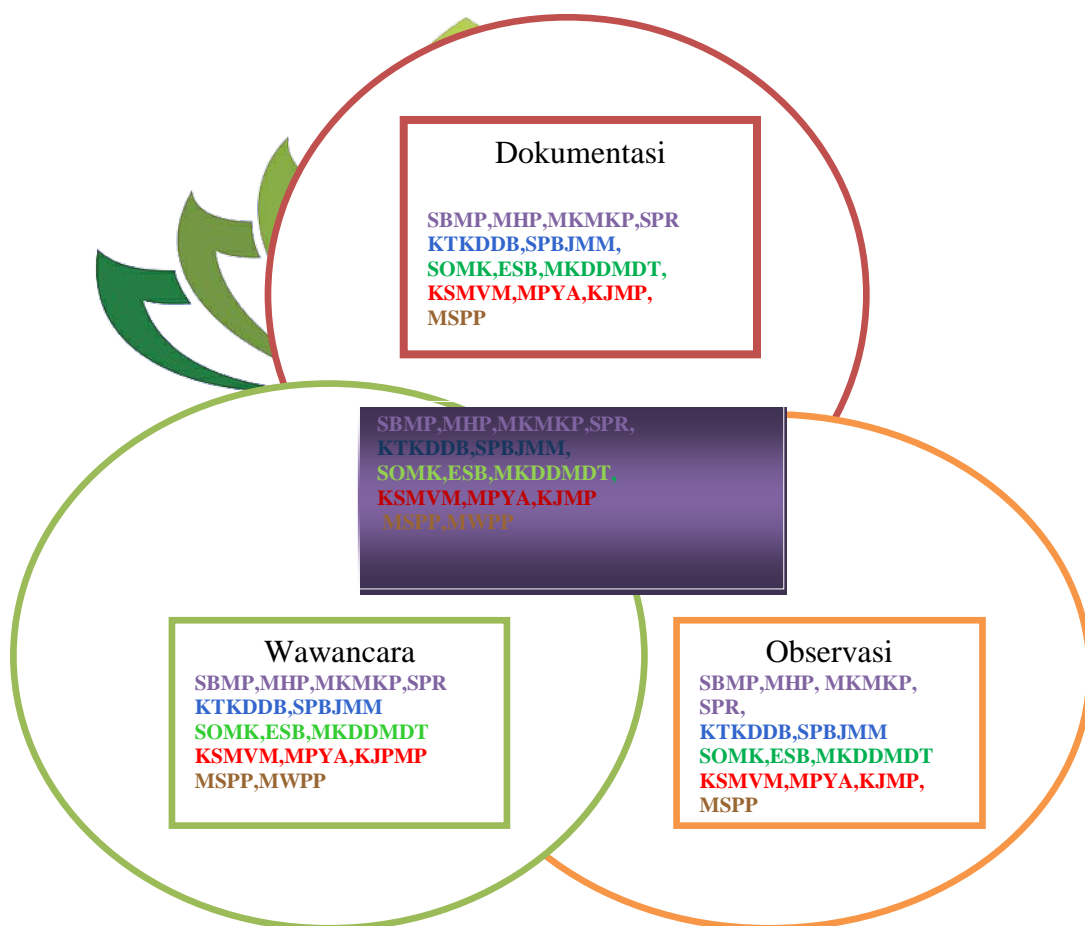 Dokumentasi
SBMP,MHP,MKMKP,SPR
KTKDDB,SPBJMM,
SOMK,ESB,MKDDMDT,
KSMVM,MPYA,KJMP,
MSPP
SBMP,MHP,MKMKP,SPR,
KTKDDB,SPBJMM,
SOMK,ESB,MKDDMDT,
KSMVM,MPYA,KJMP
MSPP,MWPP
Wawancara
SBMP,MHP,MKMKP,SPR
KTKDDB,SPBJMM
SOMK,ESB,MKDDMDT
KSMVM,MPYA,KJPMP
MSPP,MWPP
Observasi
SBMP,MHP, MKMKP,
SPR,
KTKDDB,SPBJMM
SOMK,ESB,MKDDMDT
KSMVM,MPYA,KJMP,
MSPP